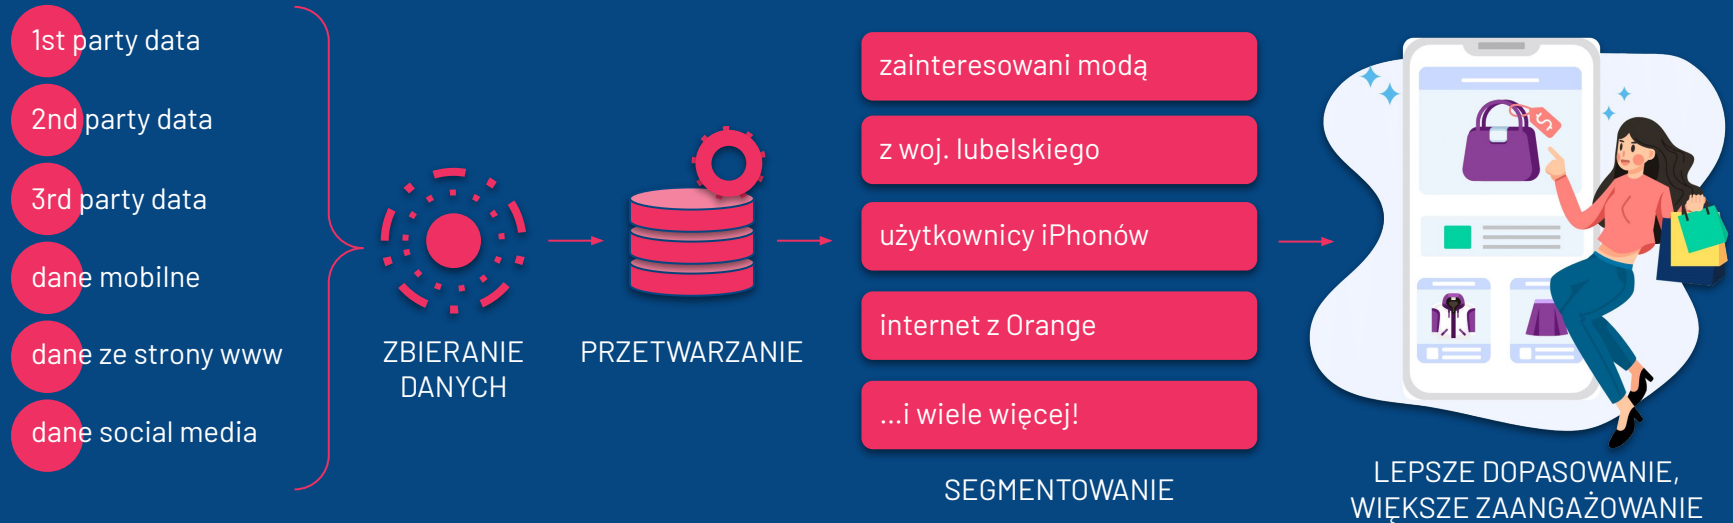 1st party data
2nd party data
3rd party data
dane mobilne
dane ze strony www
dane social media
ZBIERANIE
DANYCH
PRZETWARZANIE
zainteresowani modą
z woj. lubelskiego
użytkownicy iPhonów
internet z Orange
...i wiele więcej!
SEGMENTOWANIE
$
LEPSZE DOPASOWANIE,
WIĘKSZE ZAANGAŻOWANIE